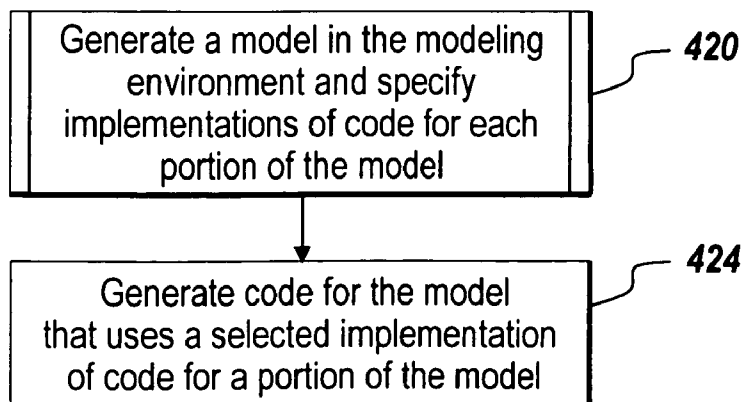 Generate a model in the modeling
environment and specify
implementations of code for each
portion of the model
420
Generate code for the model
that uses a selected implementation
of code for a portion of the model
424